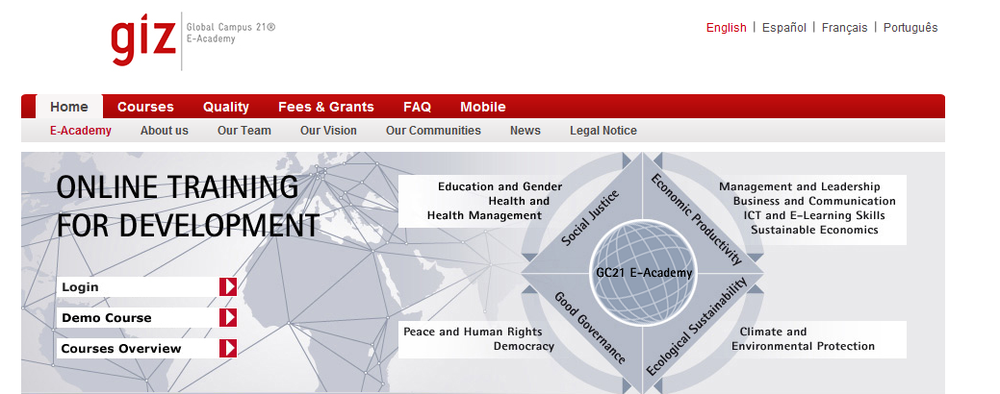 giz
Global Campus 21®
E-Academy
English | Español | Français | Português
Home Courses Quality Fees & Grants FAQ Mobile
E-Academy About us Our Team Our Vision Our Communities News Legal Notice
ONLINE TRAINING
FOR DEVELOPMENT
Login
Demo Course
Courses Overview
Education and Gender
Health and
Health Management
Management and Leadership
Business and Communication
ICT and E-Learning Skills
Sustainable Economics
Social Justice
Economic Productivity
GC21 E-Academy
Good Governance
Ecological Sustainability
Peace and Human Rights
Democracy
Climate and
Environmental Protection